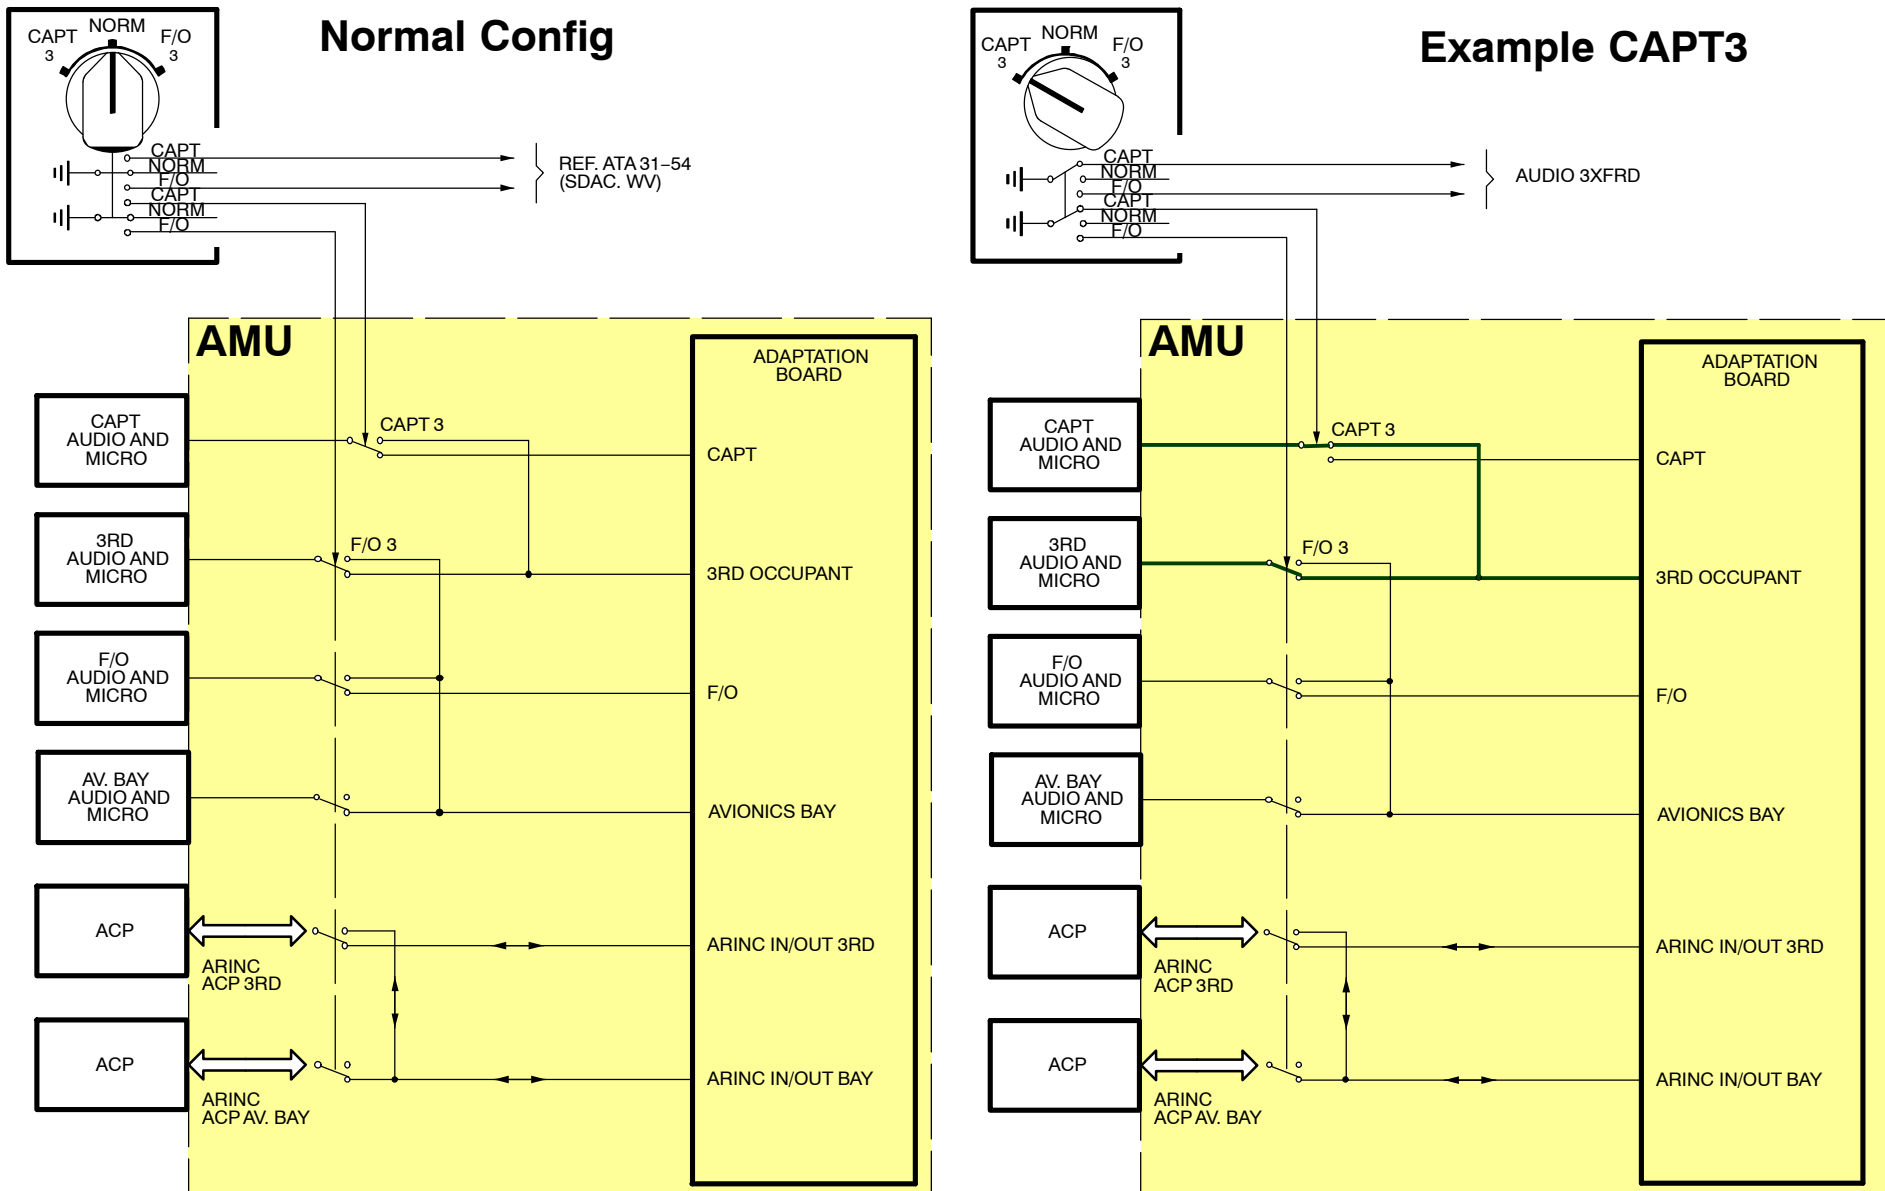 Normal Config
NORM
CAPT
3
F/O
3
CAPT
NORM
F/O
CAPT
NORM
F/O
REF. ATA 31–54
(SDAC. WV)
AMU
ADAPTATION
BOARD
CAPT
AUDIO AND
MICRO
CAPT 3
CAPT
3RD
AUDIO AND
MICRO
F/O 3
3RD OCCUPANT
F/O
AUDIO AND
MICRO
F/O
AV. BAY
AUDIO AND
MICRO
AVIONICS BAY
ACP
ARINC
ACP 3RD
ARINC IN/OUT 3RD
ACP
ARINC
ACP AV. BAY
ARINC IN/OUT BAY
Example CAPT3
NORM
CAPT
3
F/O
3
CAPT
NORM
F/O
CAPT
NORM
F/O
AUDIO 3XFRD
AMU
ADAPTATION
BOARD
CAPT
AUDIO AND
MICRO
CAPT 3
CAPT
3RD
AUDIO AND
MICRO
F/O 3
3RD OCCUPANT
F/O
AUDIO AND
MICRO
F/O
AV. BAY
AUDIO AND
MICRO
AVIONICS BAY
ACP
ARINC
ACP 3RD
ARINC IN/OUT 3RD
ACP
ARINC
ACP AV. BAY
ARINC IN/OUT BAY